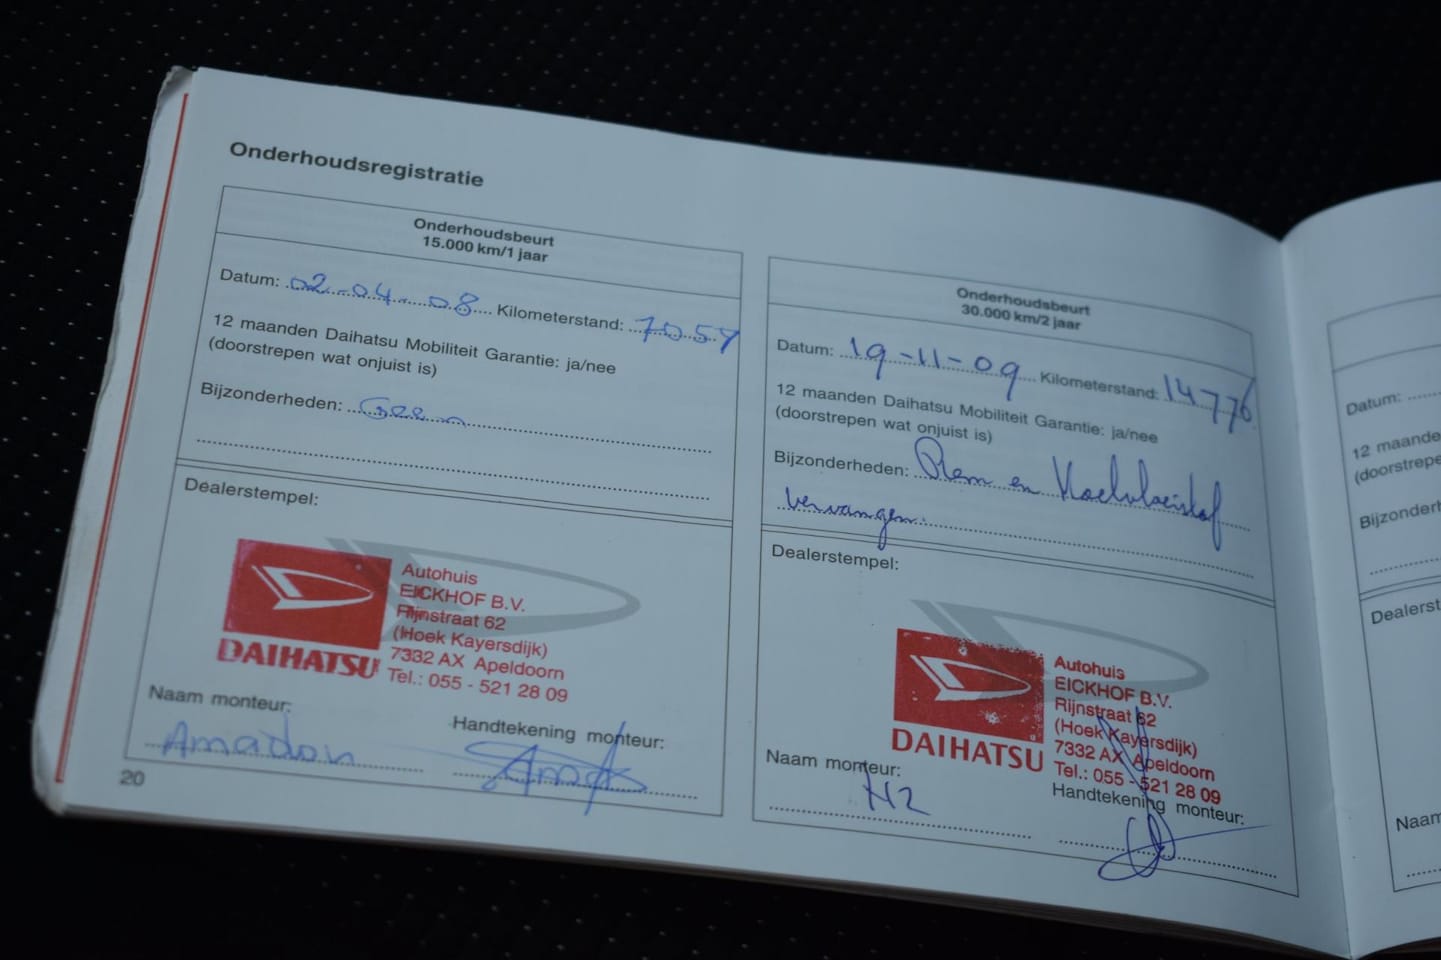 Onderhoudsregistratie
Onderhoudsbeurt
15.000 km/1 jaar
Datum: 02-04-08 Kilometerstand: 7054
12 maanden Daihatsu Mobiliteit Garantie: ja/nee
(doorstrepen wat onjuist is)
Bijzonderheden: Geen
Dealerstempel:
DAIHATSU
Autohuis
EICKHOF B.V.
Rijnstraat 62
(Hoek Kayersdijk)
7332 AX Apeldoorn
Tel.: 055 - 521 28 09
Naam monteur:
Handtekening monteur:
Amadon
20
Onderhoudsbeurt
30.000 km/2 jaar
Datum: 19-11-09 Kilometerstand: 14776
12 maanden Daihatsu Mobiliteit Garantie: ja/nee
(doorstrepen wat onjuist is)
Bijzonderheden: Rem en Koelvloeistof
vervangen.
Dealerstempel:
DAIHATSU
Autohuis
EICKHOF B.V.
Rijnstraat 62
(Hoek Kayersdijk)
7332 AX Apeldoorn
Tel.: 055 - 521 28 09
Naam monteur:
Handtekening monteur:
Datum:
12 maande
(doorstrepe
Bijzonderh
Dealerst
Naam